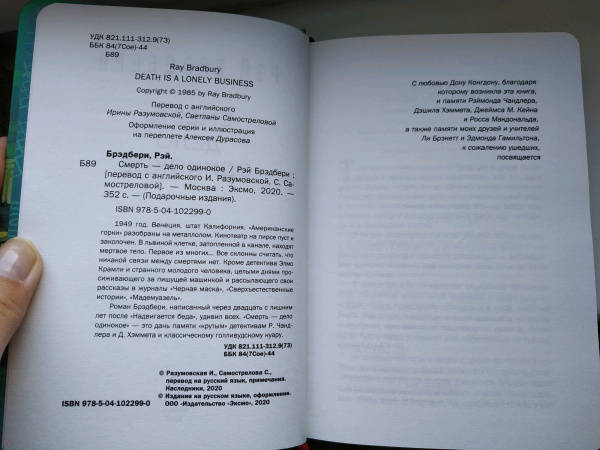 УДК 821.111-312.9(73)
ББК 84(7Сое)-44
Б89
Ray Bradbury
DEATH IS A LONELY BUSINESS
Copyright © 1985 by Ray Bradbury
Перевод с английского
Ирины Разумовской, Светланы Самостреловой
Оформление серии и иллюстрация
на переплете Алексея Дурасова
Брэдбери, Рэй.
Б89 Смерть — дело одинокое / Рэй Брэдбери ;
[перевод с английского И. Разумовской, С. Са-
мостреловой]. — Москва : Эксмо, 2020. —
352 с. — (Подарочные издания).
ISBN 978-5-04-102299-0
1949 год. Венеция, штат Калифорния. «Американские
горки» разобраны на металлолом. Кинотеатр на пирсе пуст и
заколочен. В львиной клетке, затопленной в канале, находят
мертвое тело. Первое из многих... Все склонны считать, что
никакой связи между смертями нет. Кроме детектива Элмо
Крамли и странного молодого человека, целыми днями про-
сиживающего за пишущей машинкой и рассылающего свои
рассказы в журналы «Черная маска», «Сверхъестественные
истории», «Мадемуазель».
Роман Брэдбери, написанный через двадцать с лишним
лет после «Надвигается беда», удивил всех. «Смерть — дело
одинокое» — это дань памяти «крутым» детективам Р. Чанд-
лера и Д. Хэммета и классическому голливудскому нуару.
УДК 821.111-312.9(73)
ББК 84(7Сое)-44
© Разумовская И., Самострелова С.,
перевод на русский язык, примечания.
Наследники, 2020
© Издание на русском языке, оформление.
ISBN 978-5-04-102299-0 ООО «Издательство «Эксмо», 2020
С любовью Дону Конгдону, благодаря
которому возникла эта книга,
и памяти Рэймонда Чандлера,
Дэшила Хэммета, Джеймса М. Кейна
и Росса Макдональда,
а также памяти моих друзей и учителей
Ли Брэкетт и Эдмонда Гамильтона,
к сожалению ушедших,
посвящается